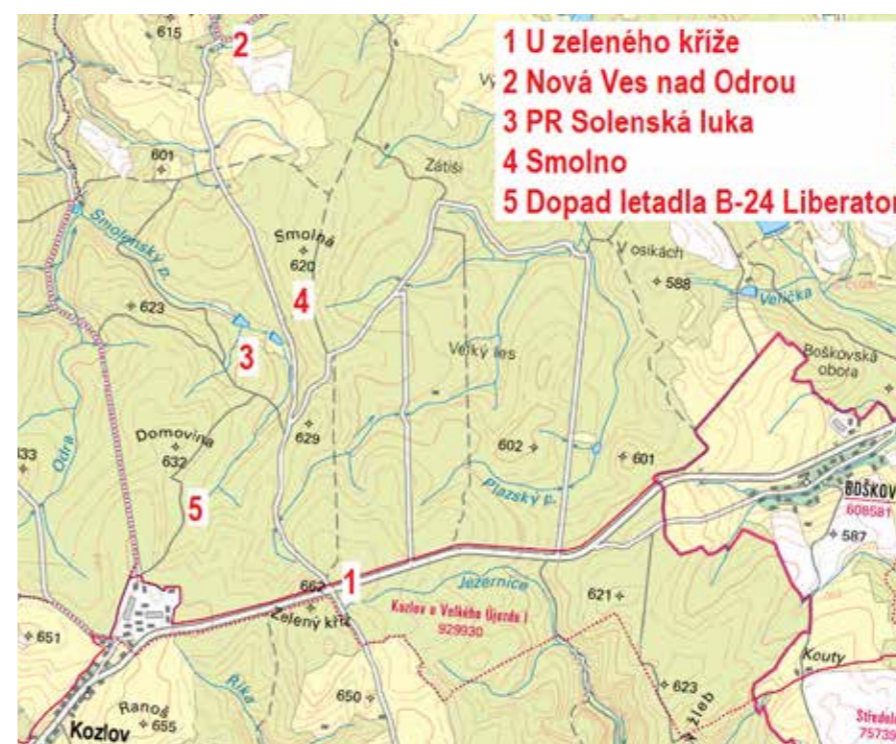 1 U zeleného kříže
2 Nová Ves nad Odrou
3 PR Solenská luka
4 Smolno
5 Dopad letadla B-24 Liberator
615
2
601
Zátiší
Smolenský p.
Smolná
620
V osikách
588
Velička
4
623
3
Velký les
Boškovská
obora
Domovina
632
629
602
601
Odra
5
Plazský p.
BOŠKOV
608581
587
1
662
Zelený kříž
Jezernice
Kozlov u Velkého Újezdu I
929930
621
651
Kouty
Říka
650
623
žleb
Ranoš
655
Kozlov